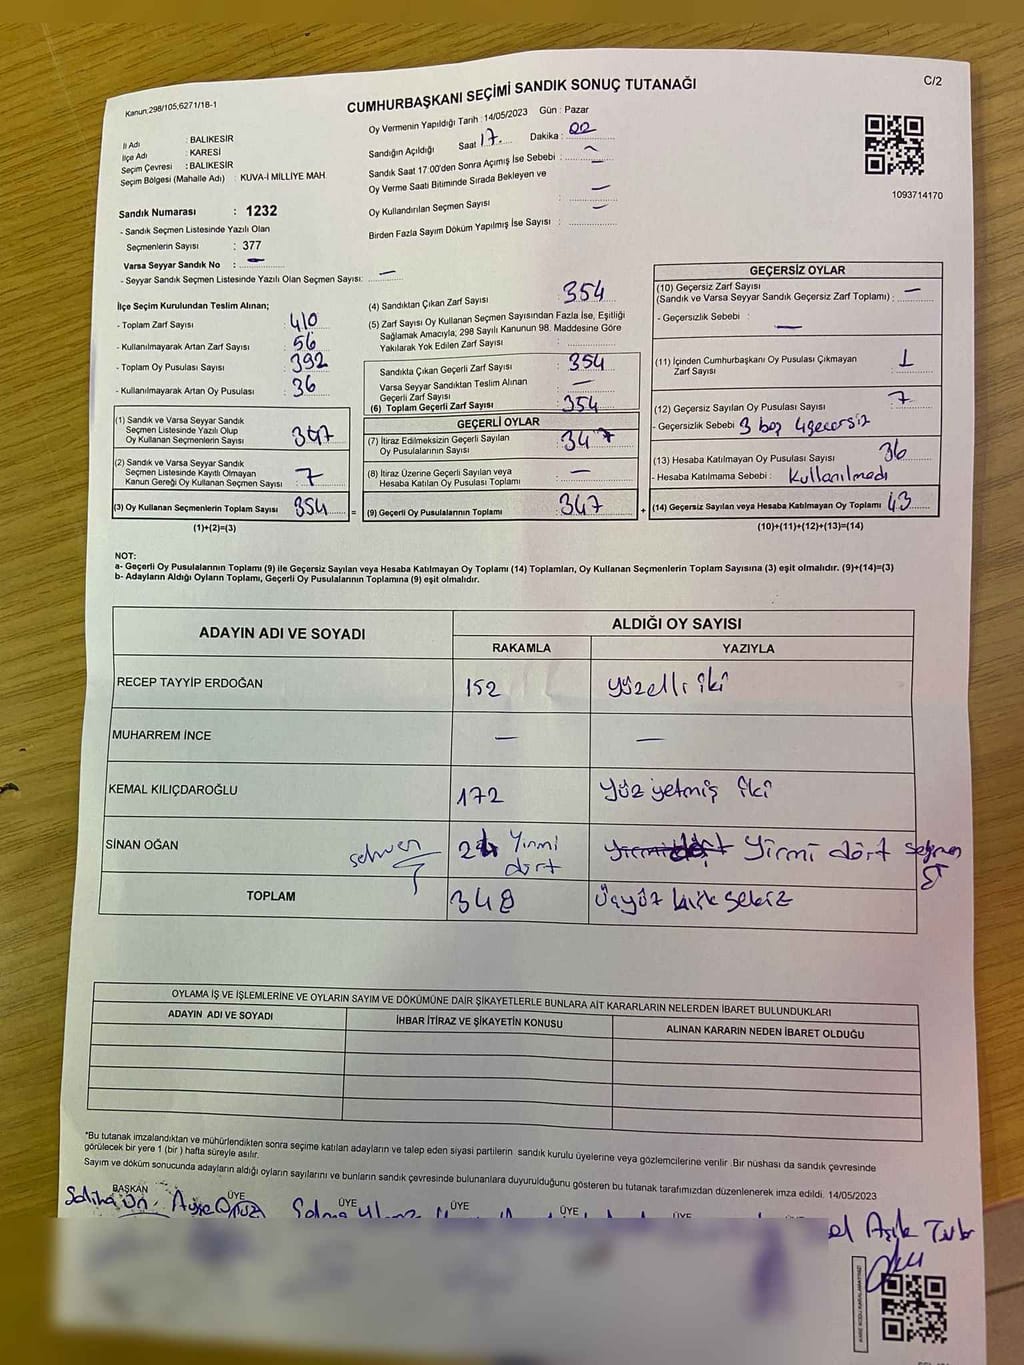 Kanun:298/105,6271/18-1
CUMHURBAŞKANI SEÇİMİ SANDIK SONUÇ TUTANAĞI
C/2
İl Adı : BALIKESİR
İlçe Adı : KARESİ
Seçim Çevresi : BALIKESİR
Seçim Bölgesi (Mahalle Adı) : KUVA-İ MİLLİYE MAH
Sandık Numarası : 1232
- Sandık Seçmen Listesinde Yazılı Olan
Seçmenlerin Sayısı : 377
Varsa Seyyar Sandık No : —
- Seyyar Sandık Seçmen Listesinde Yazılı Olan Seçmen Sayısı: —
Oy Vermenin Yapıldığı Tarih : 14/05/2023 Gün : Pazar
Sandığın Açıldığı Saat 17. Dakika : 00
Sandık Saat 17:00'den Sonra Açımış İse Sebebi : —
Oy Verme Saati Bitiminde Sırada Bekleyen ve
Oy Kullandırılan Seçmen Sayısı : —
Birden Fazla Sayım Döküm Yapılmış İse Sayısı : —
1093714170
İlçe Seçim Kurulundan Teslim Alınan;
- Toplam Zarf Sayısı : 410
- Kullanılmayarak Artan Zarf Sayısı : 56
- Toplam Oy Pusulası Sayısı : 392
- Kullanılmayarak Artan Oy Pusulası : 36
(1) Sandık ve Varsa Seyyar Sandık
Seçmen Listesinde Yazılı Olup
Oy Kullanan Seçmenlerin Sayısı : 347
(2) Sandık ve Varsa Seyyar Sandık
Seçmen Listesinde Kayıtlı Olmayan
Kanun Gereği Oy Kullanan Seçmen Sayısı : 7
(3) Oy Kullanan Seçmenlerin Toplam Sayısı 354 =
(1)+(2)=(3)
(4) Sandıktan Çıkan Zarf Sayısı : 354
(5) Zarf Sayısı Oy Kullanan Seçmen Sayısından Fazla İse, Eşitliği
Sağlamak Amacıyla; 298 Sayılı Kanunun 98. Maddesine Göre
Yakılarak Yok Edilen Zarf Sayısı :
Sandıkta Çıkan Geçerli Zarf Sayısı : 354
Varsa Seyyar Sandıktan Teslim Alınan
Geçerli Zarf Sayısı : —
(6) Toplam Geçerli Zarf Sayısı : 354
GEÇERLİ OYLAR
(7) İtiraz Edilmeksizin Geçerli Sayılan
Oy Pusulalarının Sayısı : 347
(8) İtiraz Üzerine Geçerli Sayılan veya
Hesaba Katılan Oy Pusulası Toplamı : —
(9) Geçerli Oy Pusulalarının Toplamı : 347 +
GEÇERSİZ OYLAR
(10) Geçersiz Zarf Sayısı
(Sandık ve Varsa Seyyar Sandık Geçersiz Zarf Toplamı) : —
- Geçersizlik Sebebi : —
(11) İçinden Cumhurbaşkanı Oy Pusulası Çıkmayan
Zarf Sayısı : 1
(12) Geçersiz Sayılan Oy Pusulası Sayısı : 7
- Geçersizlik Sebebi : 3 boş 4 geçersiz
(13) Hesaba Katılmayan Oy Pusulası Sayısı : 36
- Hesaba Katılmama Sebebi : Kullanılmadı
(14) Geçersiz Sayılan veya Hesaba Katılmayan Oy Toplamı 43
(10)+(11)+(12)+(13)=(14)
NOT:
a- Geçerli Oy Pusulalarının Toplamı (9) ile Geçersiz Sayılan veya Hesaba Katılmayan Oy Toplamı (14) Toplamları, Oy Kullanan Seçmenlerin Toplam Sayısına (3) eşit olmalıdır. (9)+(14)=(3)
b- Adayların Aldığı Oyların Toplamı, Geçerli Oy Pusulalarının Toplamına (9) eşit olmalıdır.
ADAYIN ADI VE SOYADI
ALDIĞI OY SAYISI
RAKAMLA YAZIYLA
RECEP TAYYİP ERDOĞAN 152 Yüzelli iki
MUHARREM İNCE — —
KEMAL KILIÇDAROĞLU 172 Yüz yetmiş iki
SİNAN OĞAN sehven 24 Yirmi dört Yirmi dört
TOPLAM 348 Üçyüz kırk sekiz
OYLAMA İŞ VE İŞLEMLERİNE VE OYLARIN SAYIM VE DÖKÜMÜNE DAİR ŞİKAYETLERLE BUNLARA AİT KARARLARIN NELERDEN İBARET BULUNDUKLARI
ADAYIN ADI VE SOYADI İHBAR İTİRAZ VE ŞİKAYETİN KONUSU ALINAN KARARIN NEDEN İBARET OLDUĞU
*Bu tutanak imzalandıktan ve mühürlendikten sonra seçime katılan adayların ve talep eden siyasi partilerin sandık kurulu üyelerine veya gözlemcilerine verilir .Bir nüshası da sandık çevresinde
görülecek bir yere 1 (bir ) hafta süreyle asılır.
Sayım ve döküm sonucunda adayların aldığı oyların sayılarını ve bunların sandık çevresinde bulunanlara duyurulduğunu gösteren bu tutanak tarafımızdan düzenlenerek imza edildi. 14/05/2023
BAŞKAN ÜYE ÜYE ÜYE ÜYE ÜYE
Saliha Ün